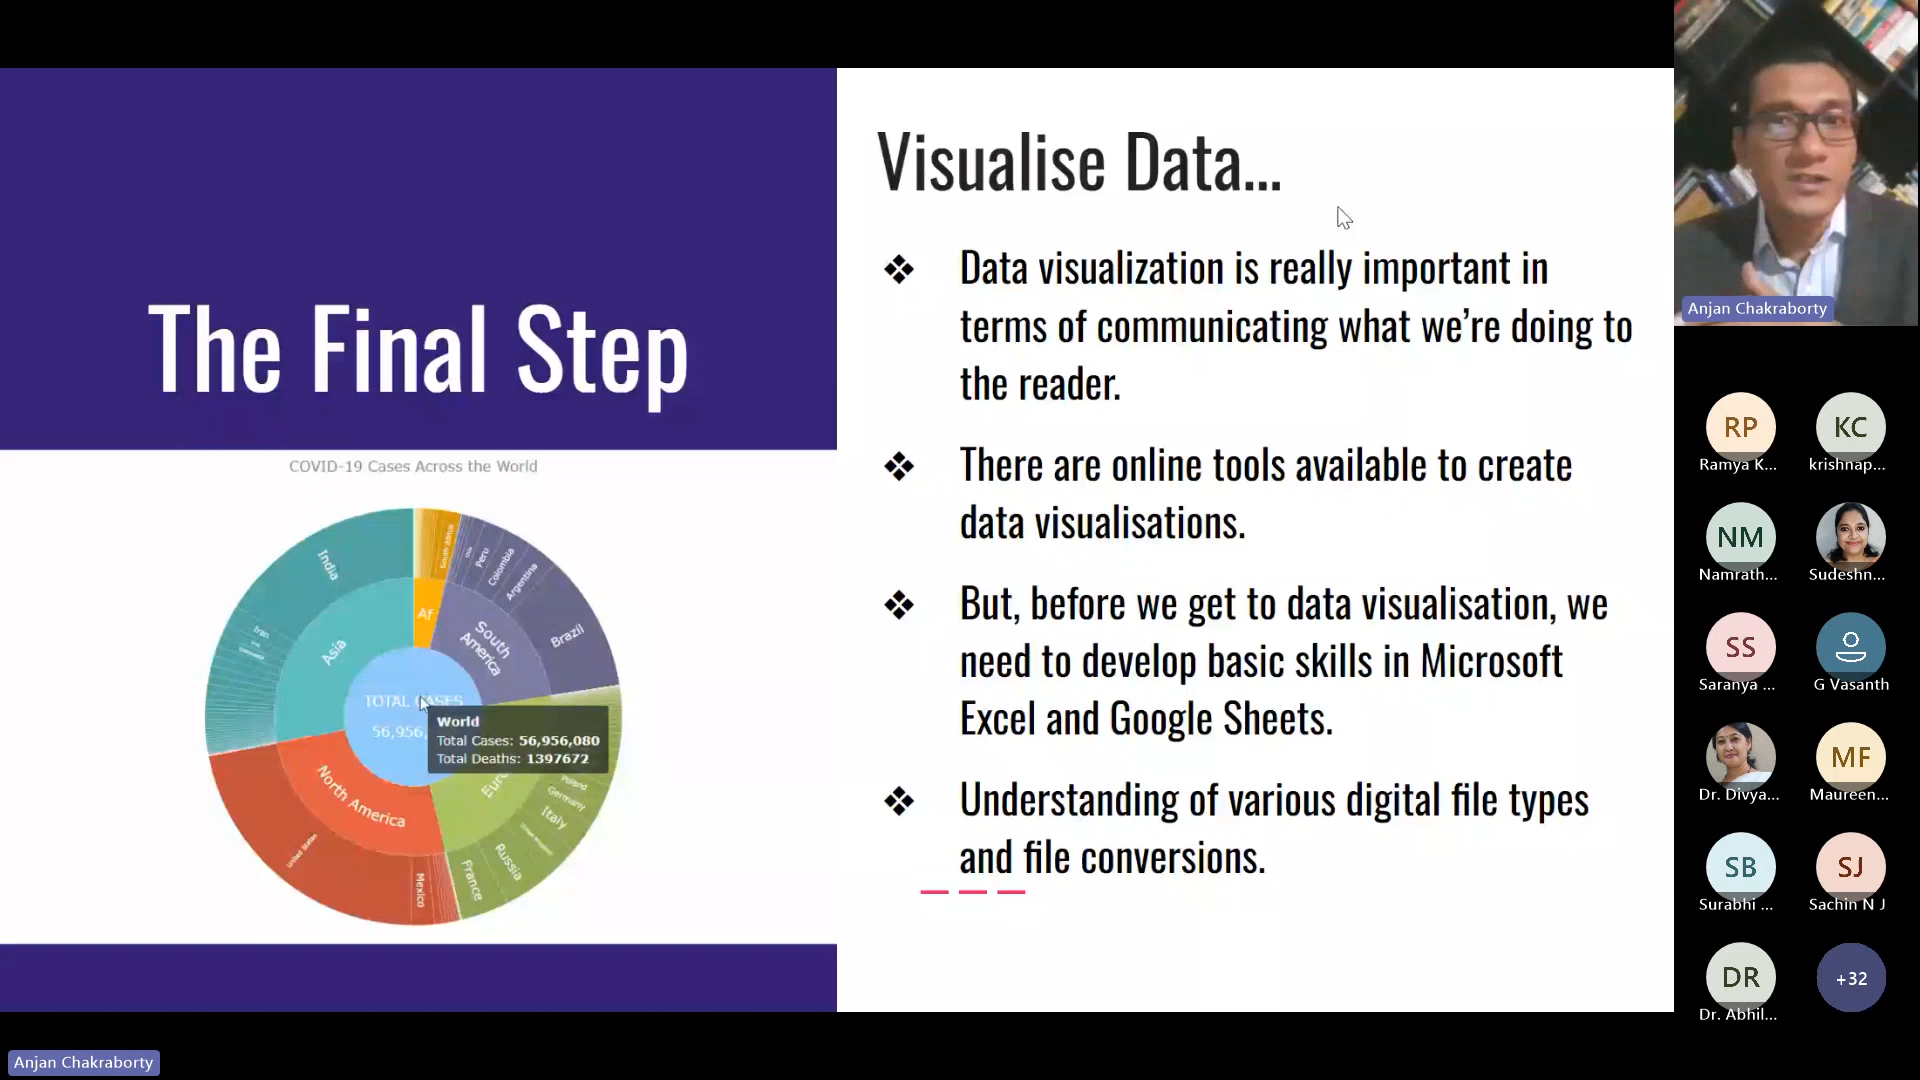 The Final Step
COVID-19 Cases Across the World
India
Iran
Asia
Af
South Africa
Peru
Colombia
Argentina
South
America
Brazil
TOTAL CASES
56,956,
World
Total Cases: 56,956,080
Total Deaths: 1397672
North America
United States
Mexico
Euro
Poland
Germany
Italy
Russia
France
Visualise Data...
❖ Data visualization is really important in
terms of communicating what we’re doing to
the reader.
❖ There are online tools available to create
data visualisations.
❖ But, before we get to data visualisation, we
need to develop basic skills in Microsoft
Excel and Google Sheets.
❖ Understanding of various digital file types
and file conversions.
Anjan Chakraborty
RP
Ramya K...
KC
krishnap...
NM
Namrath...
Sudeshn...
SS
Saranya ...
G Vasanth
Dr. Divya...
MF
Maureen...
SB
Surabhi ...
SJ
Sachin N J
DR
Dr. Abhil...
+32
Anjan Chakraborty